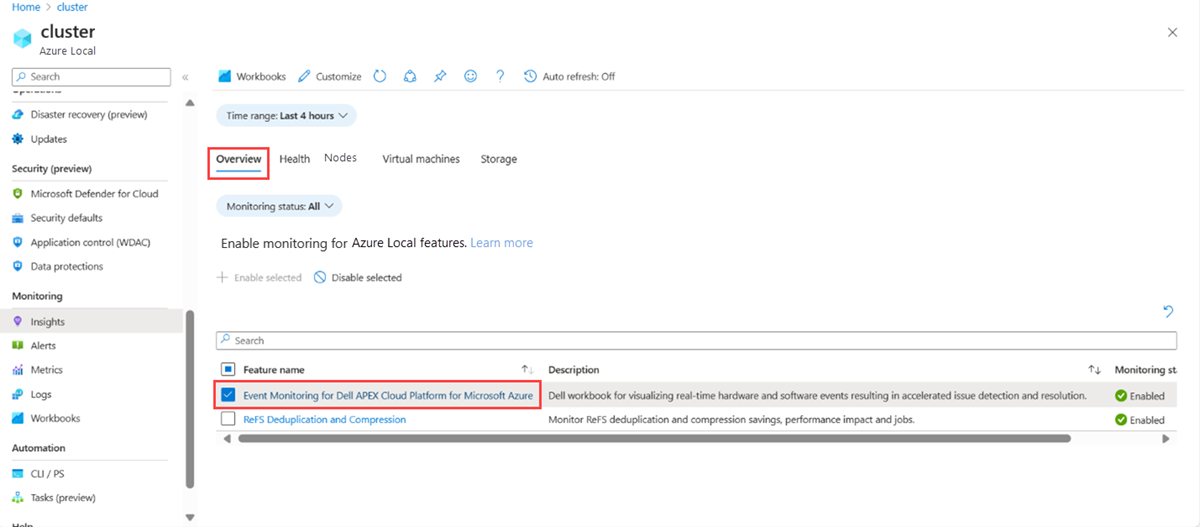 Home > cluster
cluster
Azure Local
Search
«
Workbooks Customize ? Auto refresh: Off
Operations
Disaster recovery (preview)
Updates
Security (preview)
Microsoft Defender for Cloud
Security defaults
Application control (WDAC)
Data protections
Monitoring
Insights
Alerts
Metrics
Logs
Workbooks
Automation
CLI / PS
Tasks (preview)
Help
Time range: Last 4 hours
Overview Health Nodes Virtual machines Storage
Monitoring status: All
Enable monitoring for Azure Local features. Learn more
+ Enable selected Disable selected
Search
Feature name ↑↓ Description ↑↓ Monitoring sta
Event Monitoring for Dell APEX Cloud Platform for Microsoft Azure Dell workbook for visualizing real-time hardware and software events resulting in accelerated issue detection and resolution. Enabled
ReFS Deduplication and Compression Monitor ReFS deduplication and compression savings, performance impact and jobs. Enabled